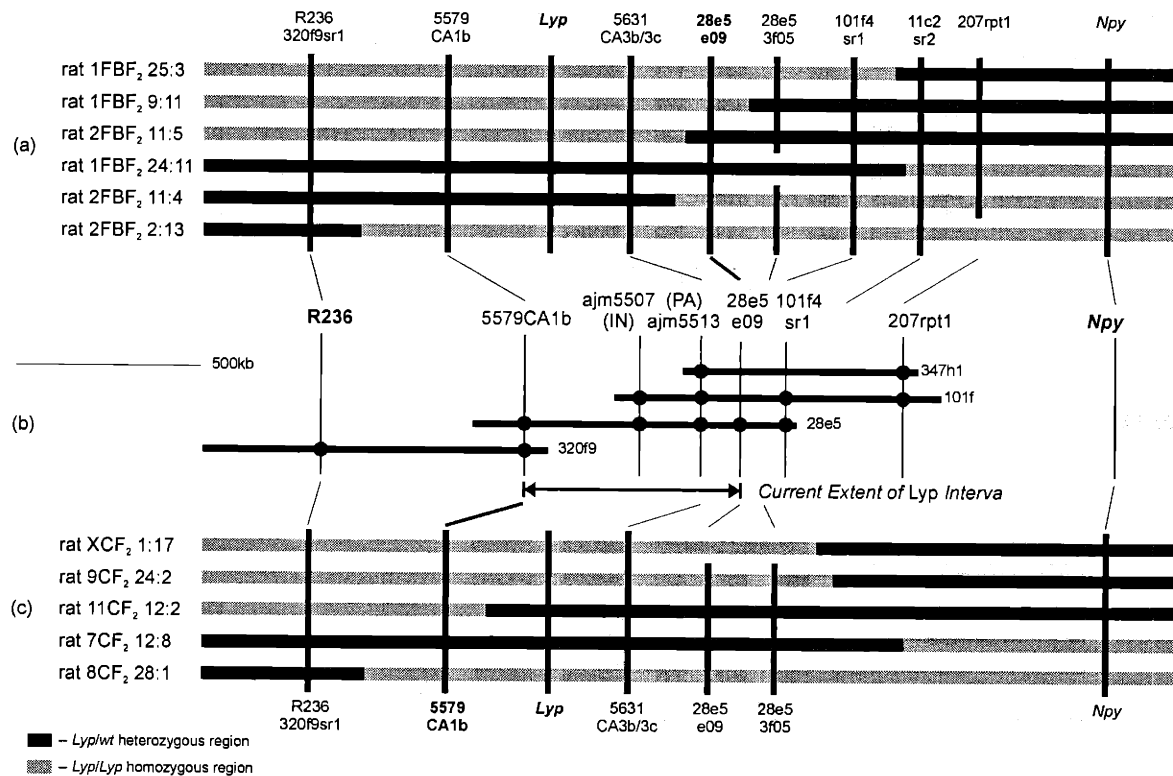 R236 5579 Lyp 5631 28e5 28e5 101f4 11c2 207rpt1 Npy
320f9sr1 CA1b CA3b/3c e09 3f05 sr1 sr2
rat 1FBF₂ 25:3
rat 1FBF₂ 9:11
rat 2FBF₂ 11:5
(a)
rat 1FBF₂ 24:11
rat 2FBF₂ 11:4
rat 2FBF₂ 2:13
R236 5579CA1b ajm5507 (PA) 28e5 101f4 207rpt1 Npy
(IN) ajm5513 e09 sr1
500kb
347h1
101f
(b)
28e5
320f9
Current Extent of Lyp Interva
rat XCF₂ 1:17
rat 9CF₂ 24:2
(c)
rat 11CF₂ 12:2
rat 7CF₂ 12:8
rat 8CF₂ 28:1
R236 5579 Lyp 5631 28e5 28e5 Npy
320f9sr1 CA1b CA3b/3c e09 3f05
– Lyp/wt heterozygous region
– Lyp/Lyp homozygous region